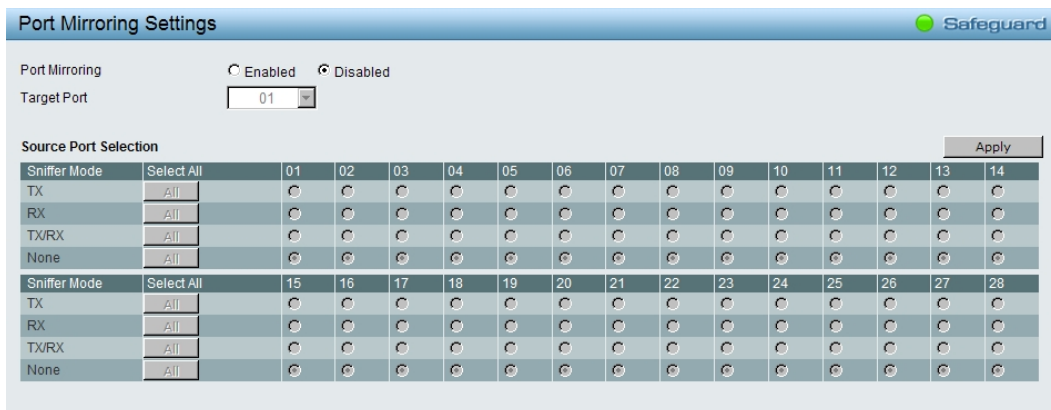 Port Mirroring Settings Safeguard
Port Mirroring Enabled Disabled
Target Port 01
Source Port Selection Apply
Sniffer Mode Select All 01 02 03 04 05 06 07 08 09 10 11 12 13 14
TX All
RX All
TX/RX All
None All
Sniffer Mode Select All 15 16 17 18 19 20 21 22 23 24 25 26 27 28
TX All
RX All
TX/RX All
None All